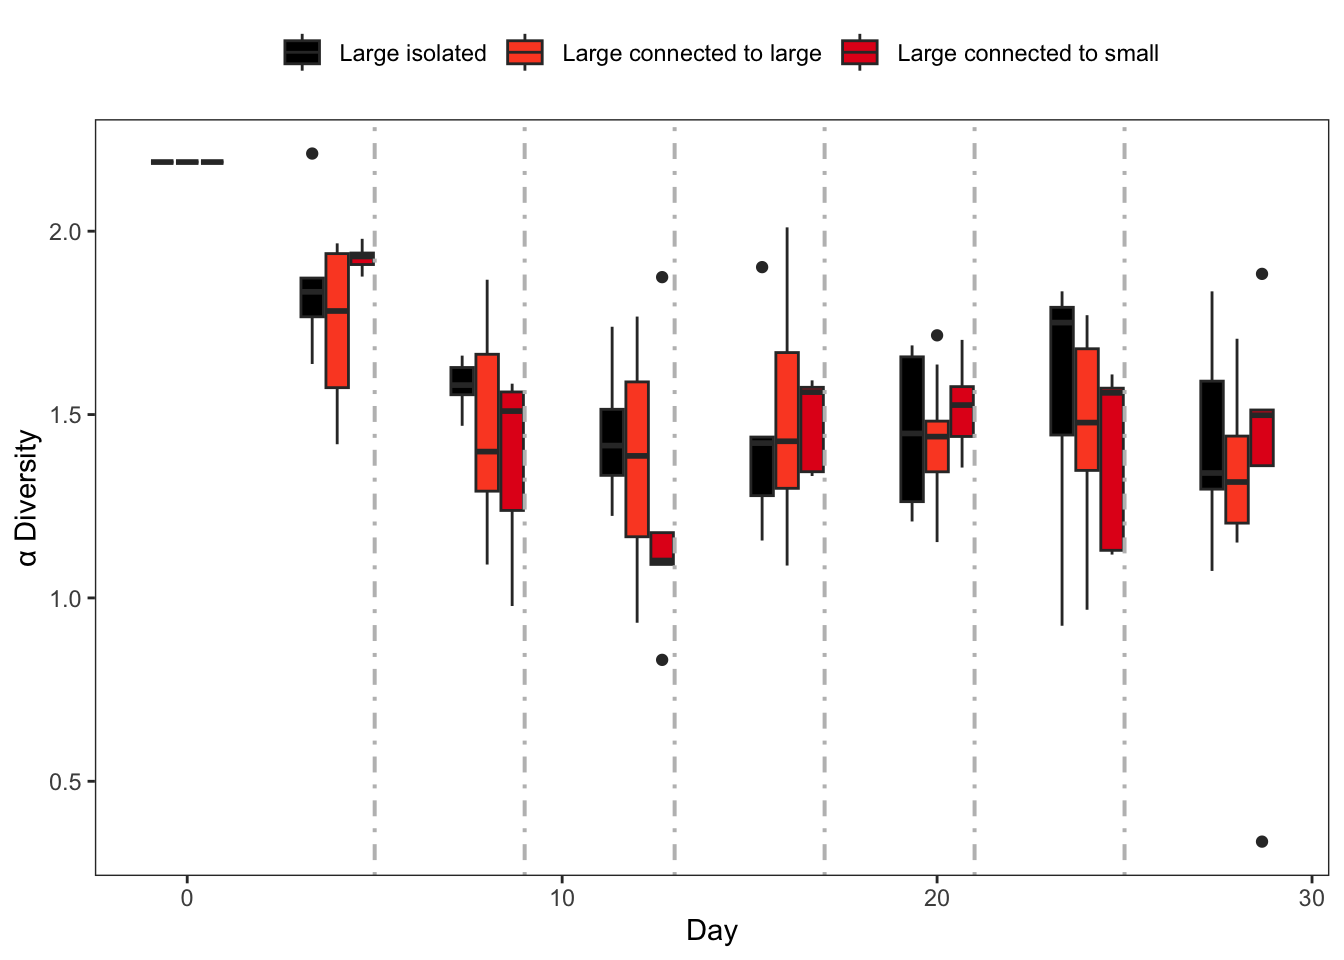 Large isolated Large connected to large Large connected to small
2.0
1.5
1.0
0.5
α Diversity
0 10 20 30
Day